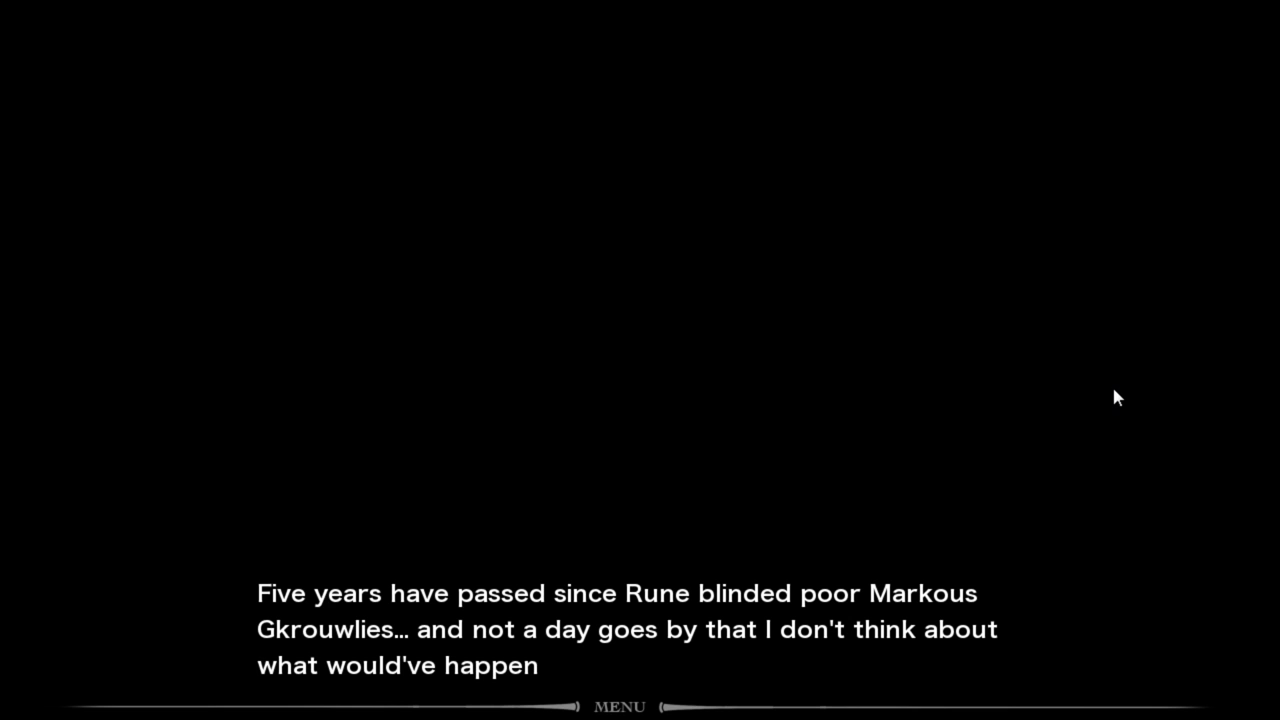 Five years have passed since Rune blinded poor Markous
Gkrouwlies... and not a day goes by that I don't think about
what would've happen
MENU